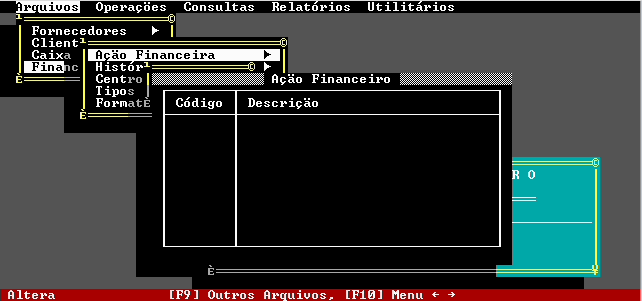 Arquivos Operações Consultas Relatórios Utilitários
Fornecedores
Client
Caixa
Financ
Ação Financeira
Histór
Centro
Tipos
Format
Ação Financeiro
Código Descrição
R O
Altera [F9] Outros Arquivos, [F10] Menu ← →